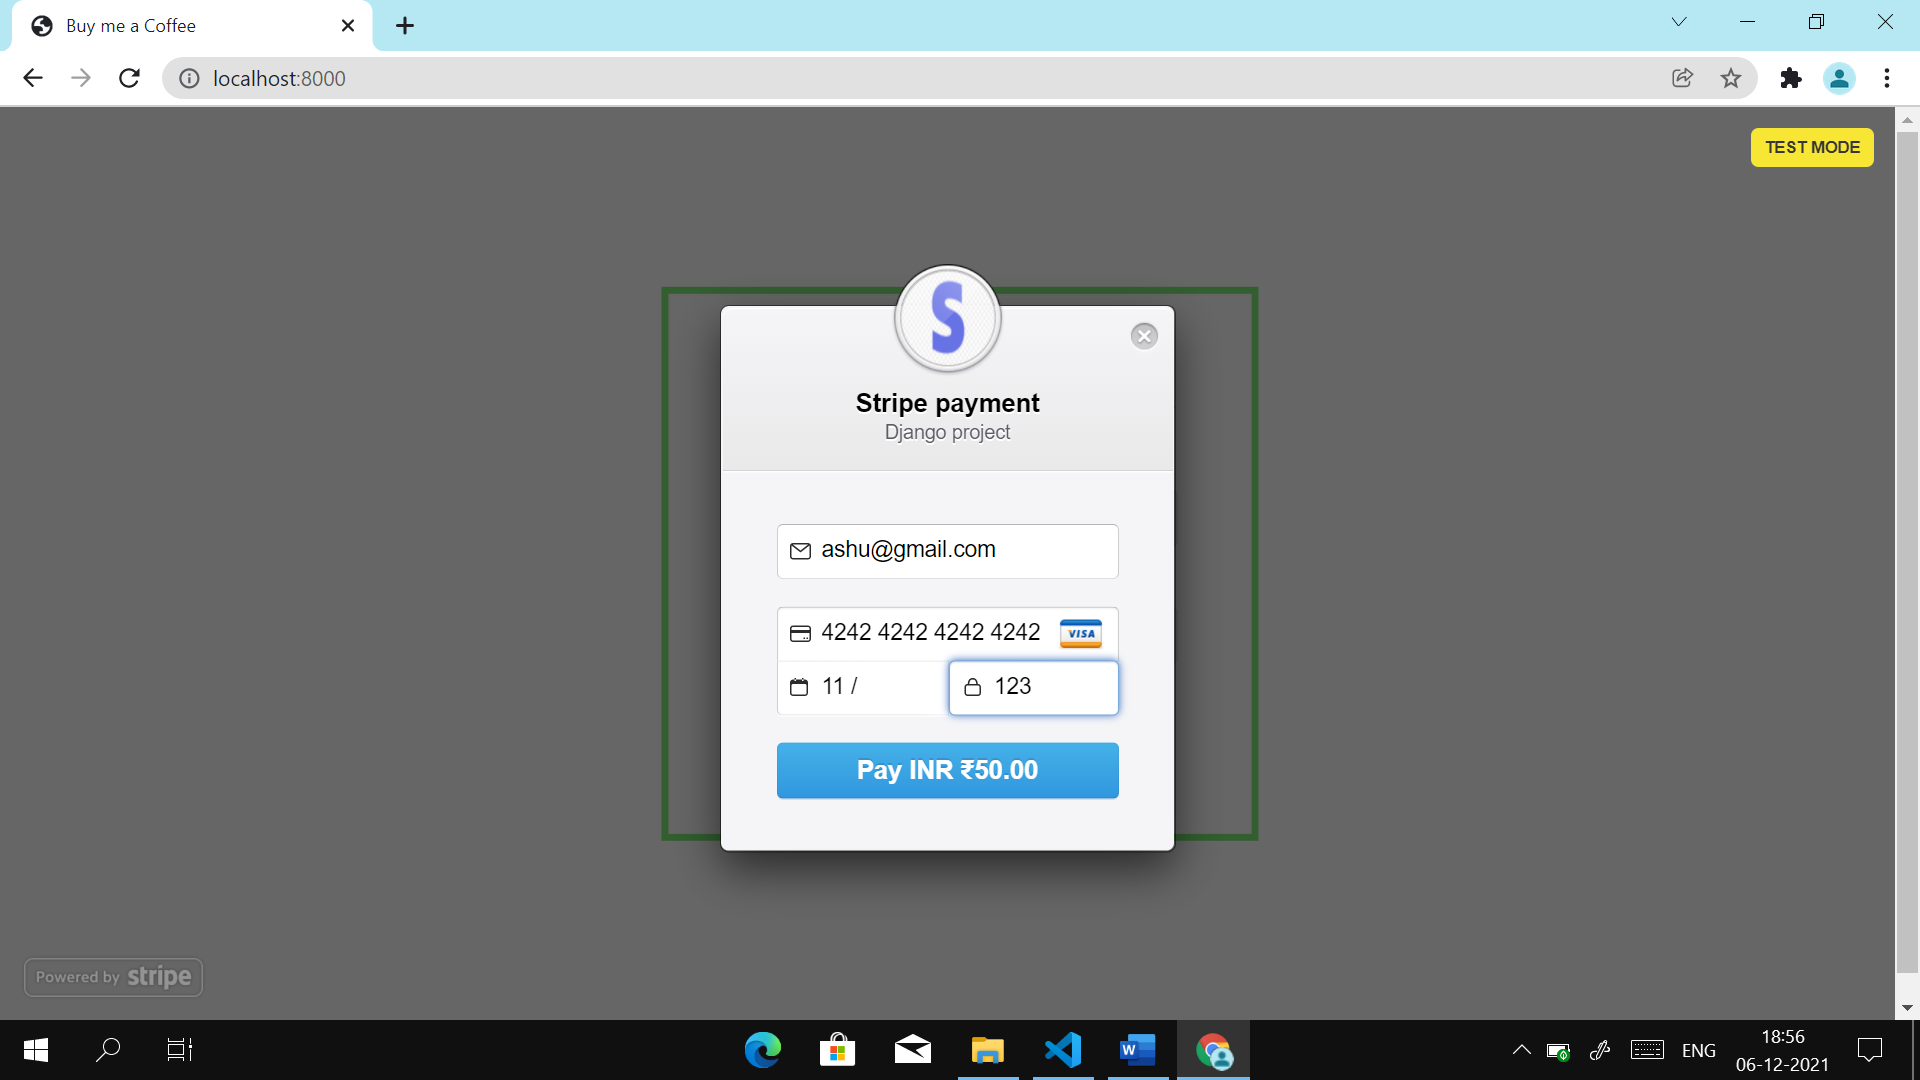 Buy me a Coffee
localhost:8000
TEST MODE
S
Stripe payment
Django project
ashu@gmail.com
4242 4242 4242 4242 VISA
11 / 123
Pay INR ₹50.00
Powered by stripe
W
ENG
18:56
06-12-2021